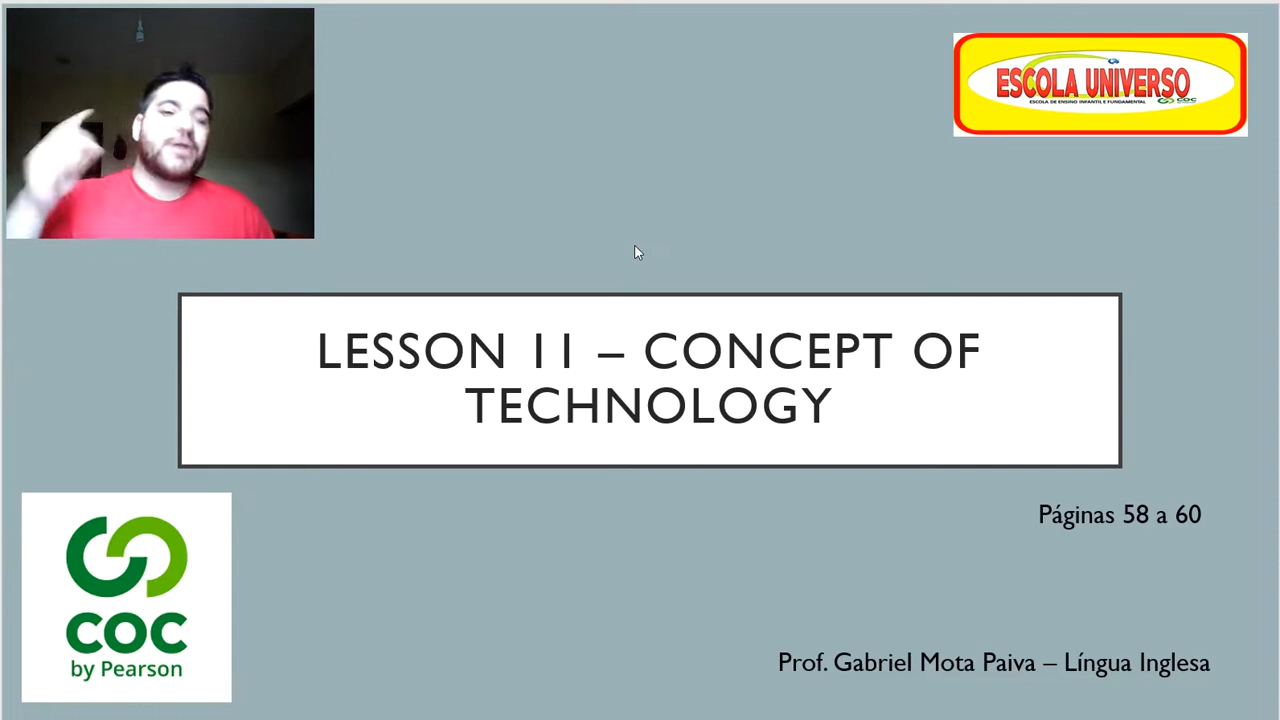 ESCOLA UNIVERSO
ESCOLA DE ENSINO INFANTIL E FUNDAMENTAL
COC
LESSON 11 – CONCEPT OF
TECHNOLOGY
Páginas 58 a 60
coc
by Pearson
Prof. Gabriel Mota Paiva – Língua Inglesa